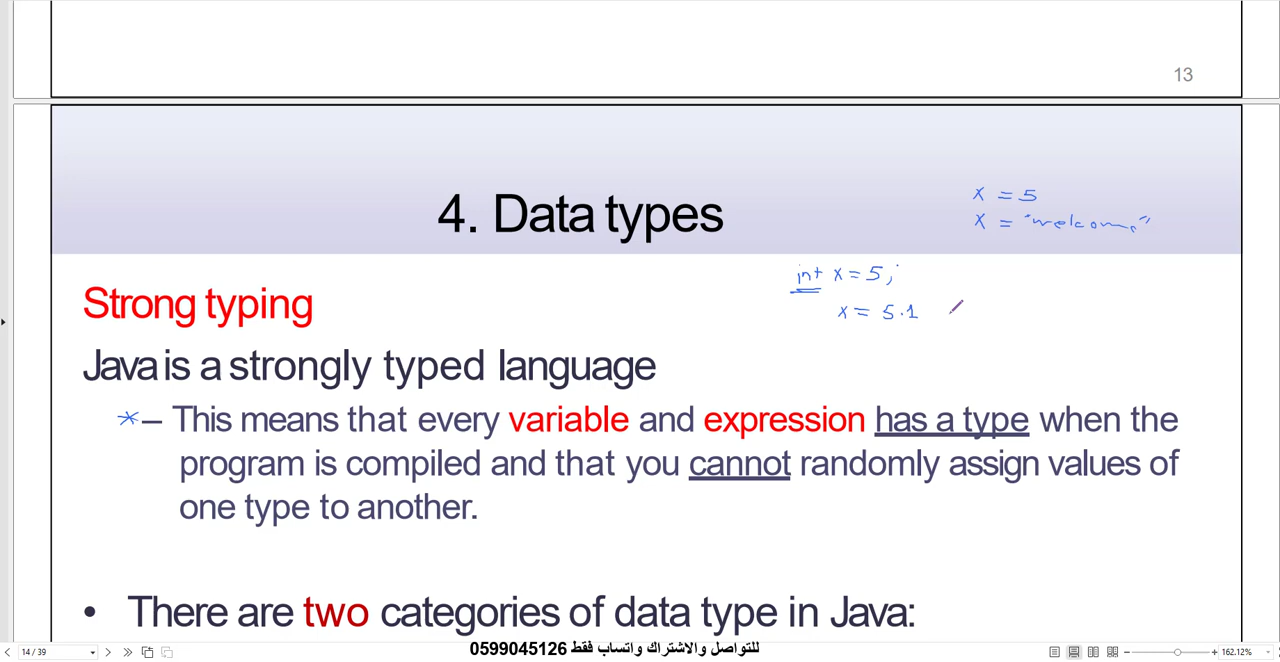 13
4. Data types
x = 5
x = "welcome"
int x = 5;
x = 5.1
Strong typing
Java is a strongly typed language
*– This means that every variable and expression has a type when the
program is compiled and that you cannot randomly assign values of
one type to another.
• There are two categories of data type in Java:
للتواصل والاشتراك واتساب فقط 0599045126
14 / 39
162.12%